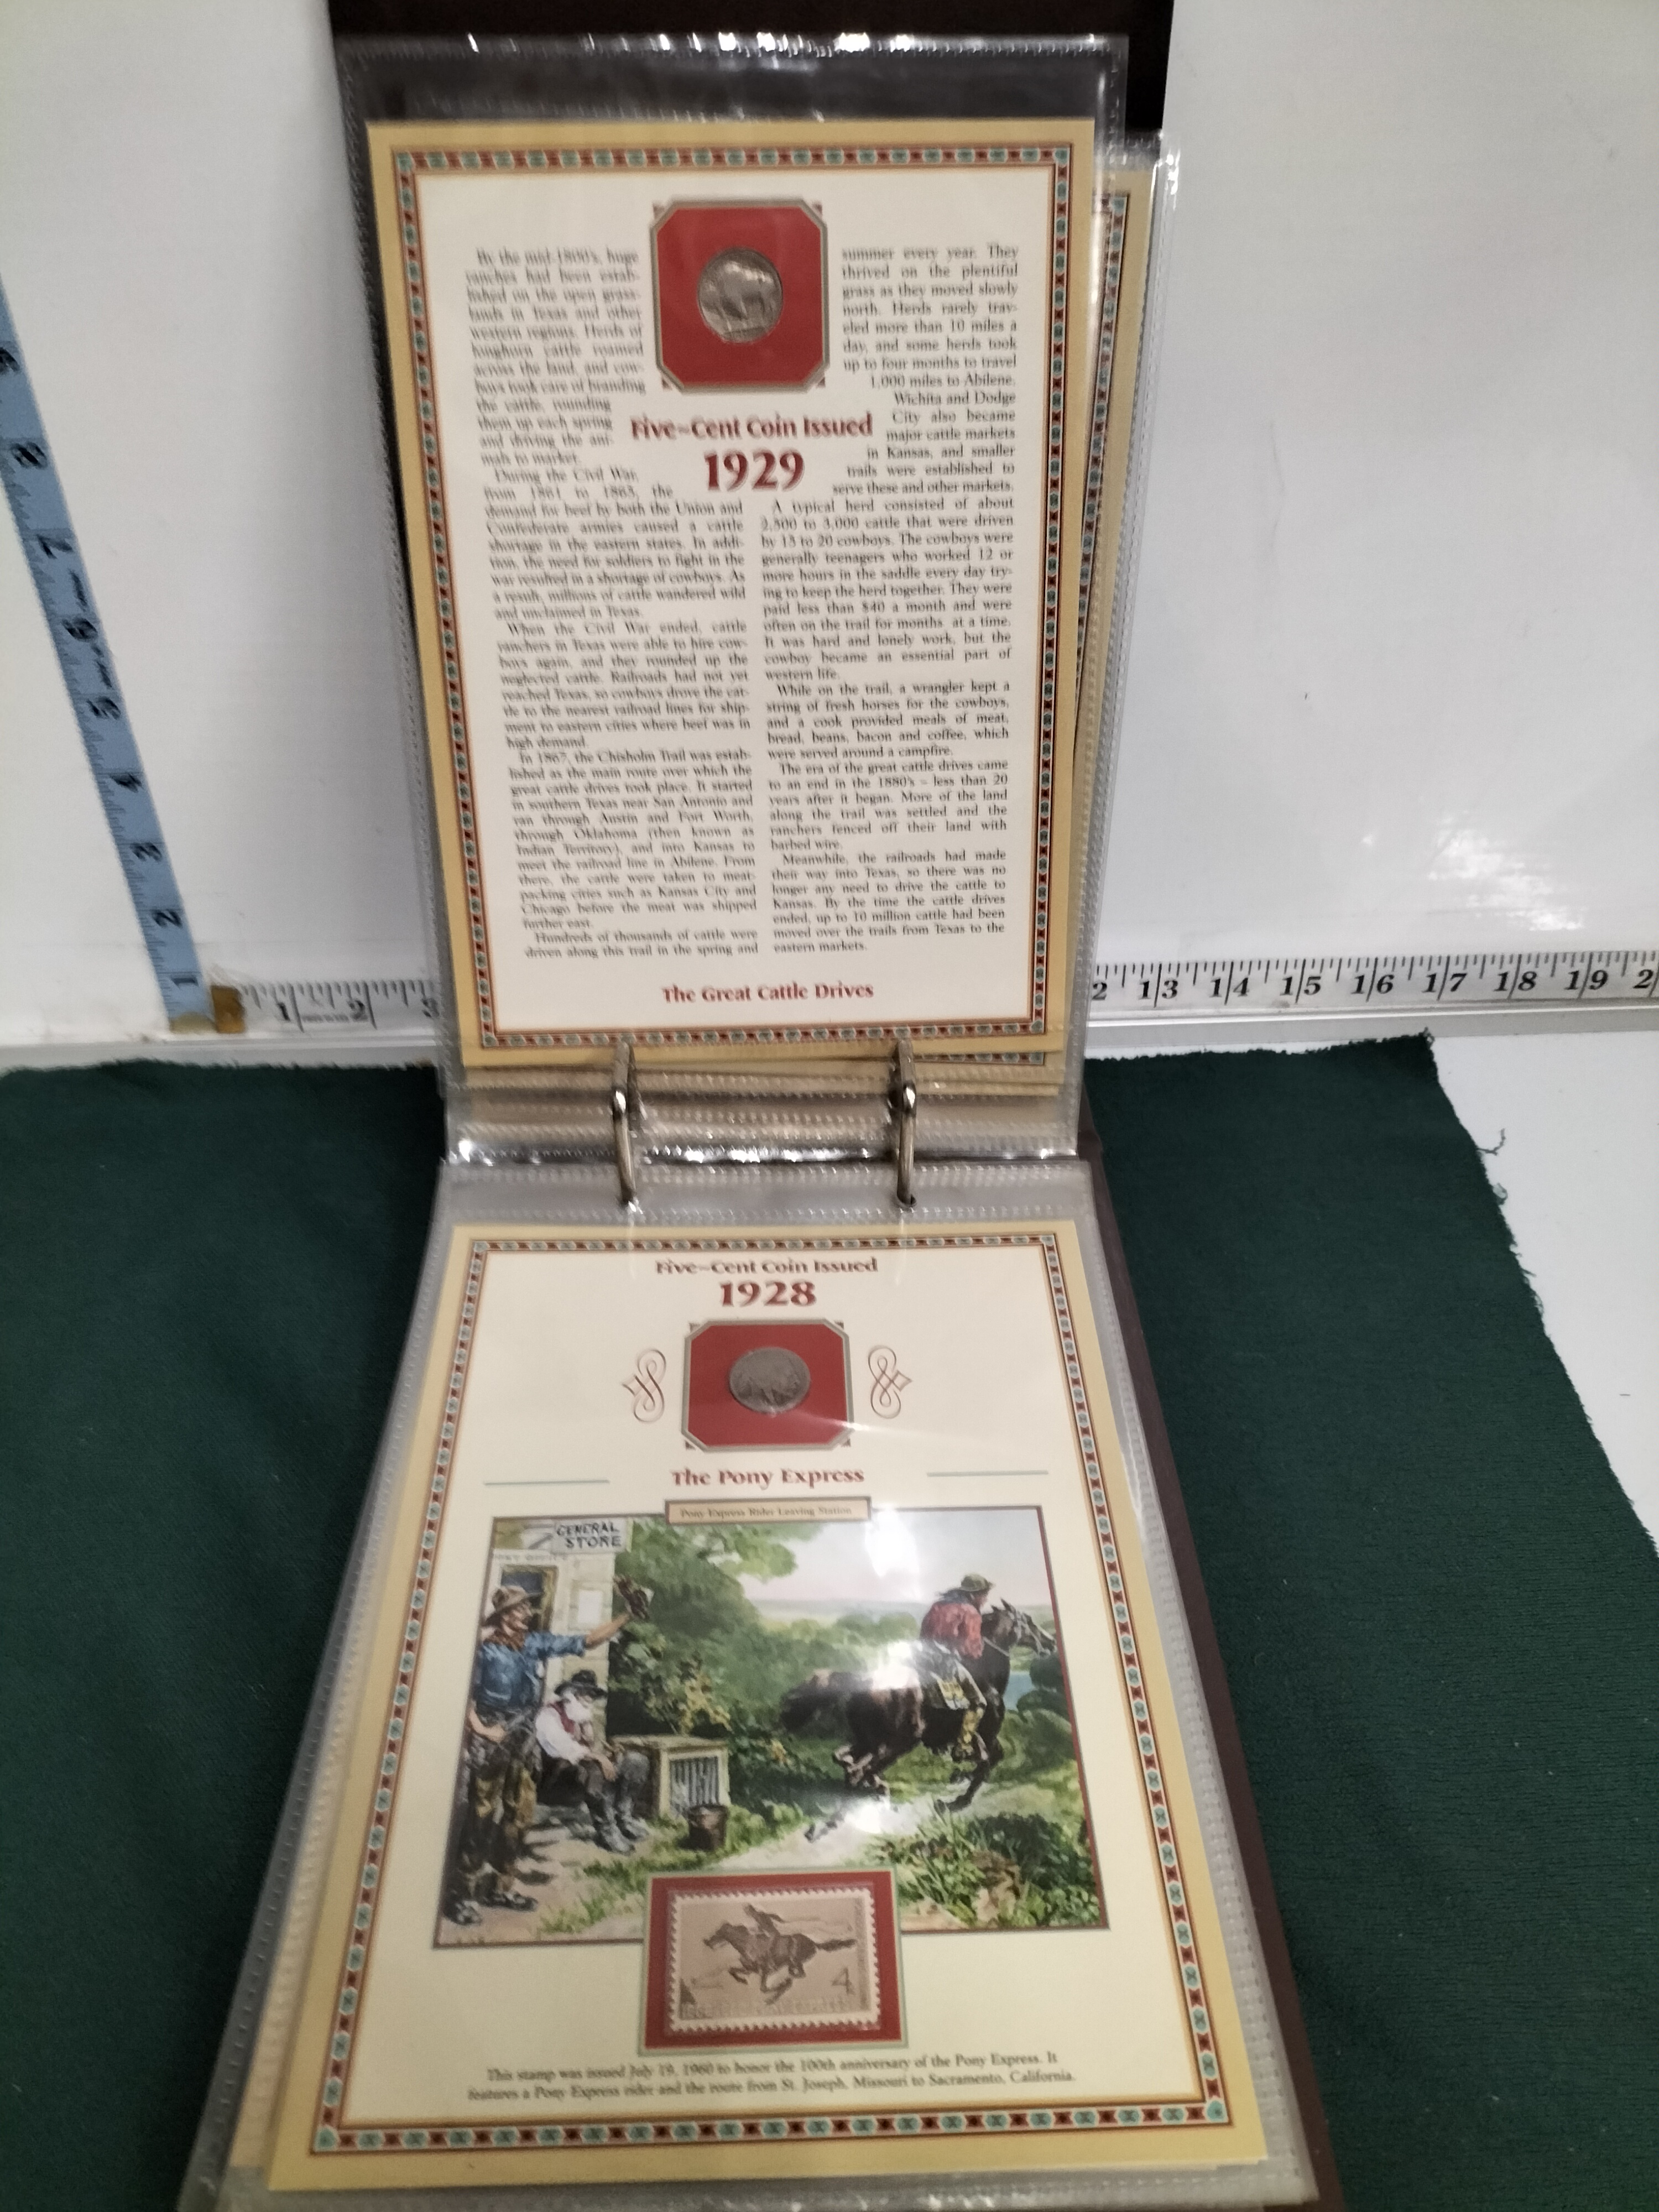 By the mid-1800's, huge
ranches had been estab-
lished on the open grass-
lands in Texas and other
western regions. Herds of
longhorn cattle roamed
across the land, and cow-
boys took care of branding
the cattle, rounding
them up each spring
and driving the ani-
mals to market.
During the Civil War,
from 1861 to 1865, the
demand for beef by both the Union and
Confederate armies caused a cattle
shortage in the eastern states. In addi-
tion, the need for soldiers to fight in the
war resulted in a shortage of cowboys. As
a result, millions of cattle wandered wild
and unclaimed in Texas.
When the Civil War ended, cattle
ranchers in Texas were able to hire cow-
boys again, and they rounded up the
neglected cattle. Railroads had not yet
reached Texas, so cowboys drove the cat-
tle to the nearest railroad lines for ship-
ment to eastern cities where beef was in
high demand.
In 1867, the Chisholm Trail was estab-
lished as the main route over which the
great cattle drives took place. It started
in southern Texas near San Antonio and
ran through Austin and Fort Worth,
through Oklahoma (then known as
Indian Territory), and into Kansas to
meet the railroad line in Abilene. From
there, the cattle were taken to meat-
packing cities such as Kansas City and
Chicago before the meat was shipped
further east.
Hundreds of thousands of cattle were
driven along this trail in the spring and
Five-Cent Coin Issued
1929
summer every year. They
thrived on the plentiful
grass as they moved slowly
north. Herds rarely trav-
eled more than 10 miles a
day, and some herds took
up to four months to travel
1,000 miles to Abilene.
Wichita and Dodge
City also became
major cattle markets
in Kansas, and smaller
trails were established to
serve these and other markets.
A typical herd consisted of about
2,500 to 3,000 cattle that were driven
by 15 to 20 cowboys. The cowboys were
generally teenagers who worked 12 or
more hours in the saddle every day try-
ing to keep the herd together. They were
paid less than $40 a month and were
often on the trail for months at a time.
It was hard and lonely work, but the
cowboy became an essential part of
western life.
While on the trail, a wrangler kept a
string of fresh horses for the cowboys,
and a cook provided meals of meat,
bread, beans, bacon and coffee, which
were served around a campfire.
The era of the great cattle drives came
to an end in the 1880's – less than 20
years after it began. More of the land
along the trail was settled and the
ranchers fenced off their land with
barbed wire.
Meanwhile, the railroads had made
their way into Texas, so there was no
longer any need to drive the cattle to
Kansas. By the time the cattle drives
ended, up to 10 million cattle had been
moved over the trails from Texas to the
eastern markets.
The Great Cattle Drives
9
8
7
6
5
4
3
2
1
1 2 3
2 13 14 15 16 17 18 19 2
Five-Cent Coin Issued
1928
The Pony Express
Pony Express Rider Leaving Station
GENERAL
STORE
4
This stamp was issued July 19, 1960 to honor the 100th anniversary of the Pony Express. It
features a Pony Express rider and the route from St. Joseph, Missouri to Sacramento, California.